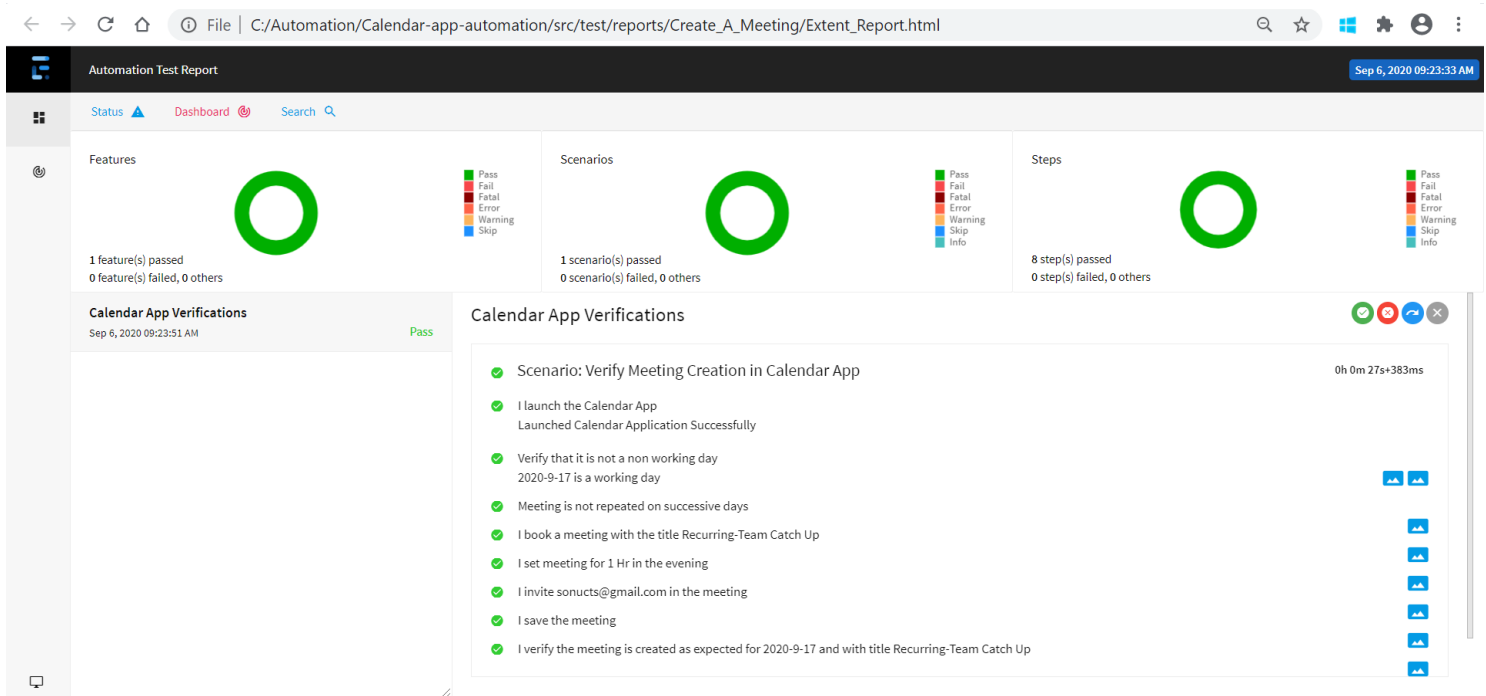 File | C:/Automation/Calendar-app-automation/src/test/reports/Create_A_Meeting/Extent_Report.html
Automation Test Report
Sep 6, 2020 09:23:33 AM
Status
Dashboard
Search
Features
Pass
Fail
Fatal
Error
Warning
Skip
1 feature(s) passed
0 feature(s) failed, 0 others
Scenarios
Pass
Fail
Fatal
Error
Warning
Skip
Info
1 scenario(s) passed
0 scenario(s) failed, 0 others
Steps
Pass
Fail
Fatal
Error
Warning
Skip
Info
8 step(s) passed
0 step(s) failed, 0 others
Calendar App Verifications
Sep 6, 2020 09:23:51 AM
Pass
Calendar App Verifications
Scenario: Verify Meeting Creation in Calendar App
0h 0m 27s+383ms
I launch the Calendar App
Launched Calendar Application Successfully
Verify that it is not a non working day
2020-9-17 is a working day
Meeting is not repeated on successive days
I book a meeting with the title Recurring-Team Catch Up
I set meeting for 1 Hr in the evening
I invite sonucts@gmail.com in the meeting
I save the meeting
I verify the meeting is created as expected for 2020-9-17 and with title Recurring-Team Catch Up